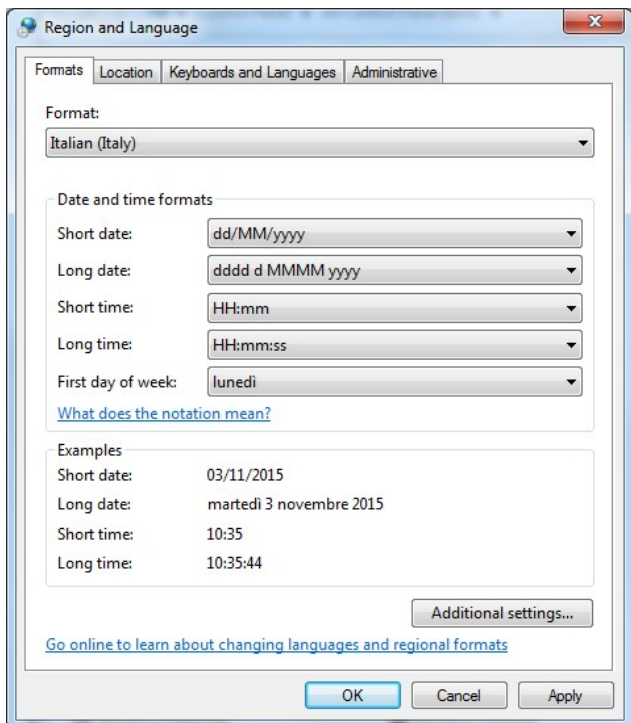 Region and Language
Formats Location Keyboards and Languages Administrative
Format:
Italian (Italy)
Date and time formats
Short date: dd/MM/yyyy
Long date: dddd d MMMM yyyy
Short time: HH:mm
Long time: HH:mm:ss
First day of week: lunedì
What does the notation mean?
Examples
Short date: 03/11/2015
Long date: martedì 3 novembre 2015
Short time: 10:35
Long time: 10:35:44
Additional settings...
Go online to learn about changing languages and regional formats
OK Cancel Apply